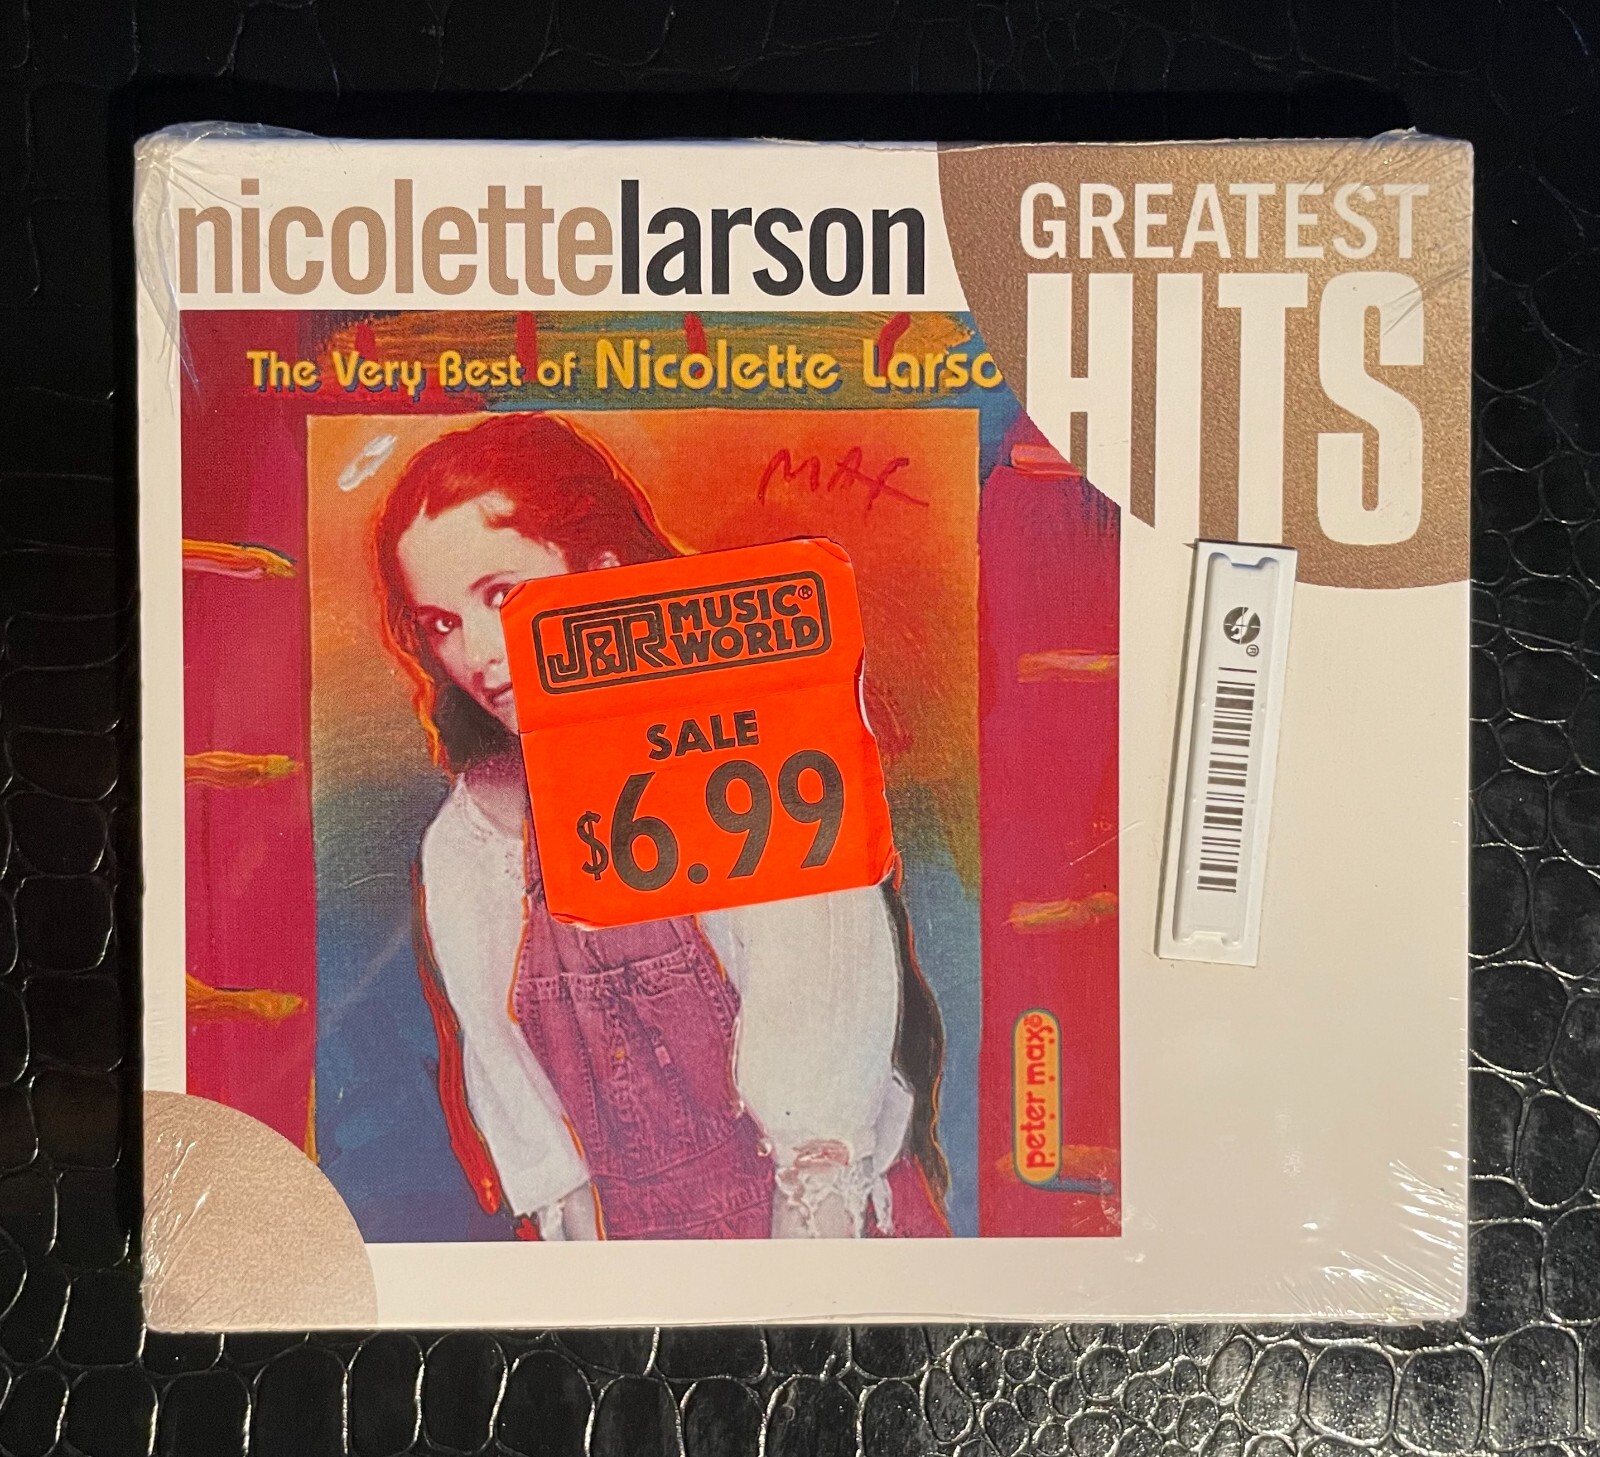 nicolettelarson
GREATEST
HITS
The Very Best of Nicolette Larso
MAX
J&R MUSIC WORLD®
SALE
$6.99
®
peter max®